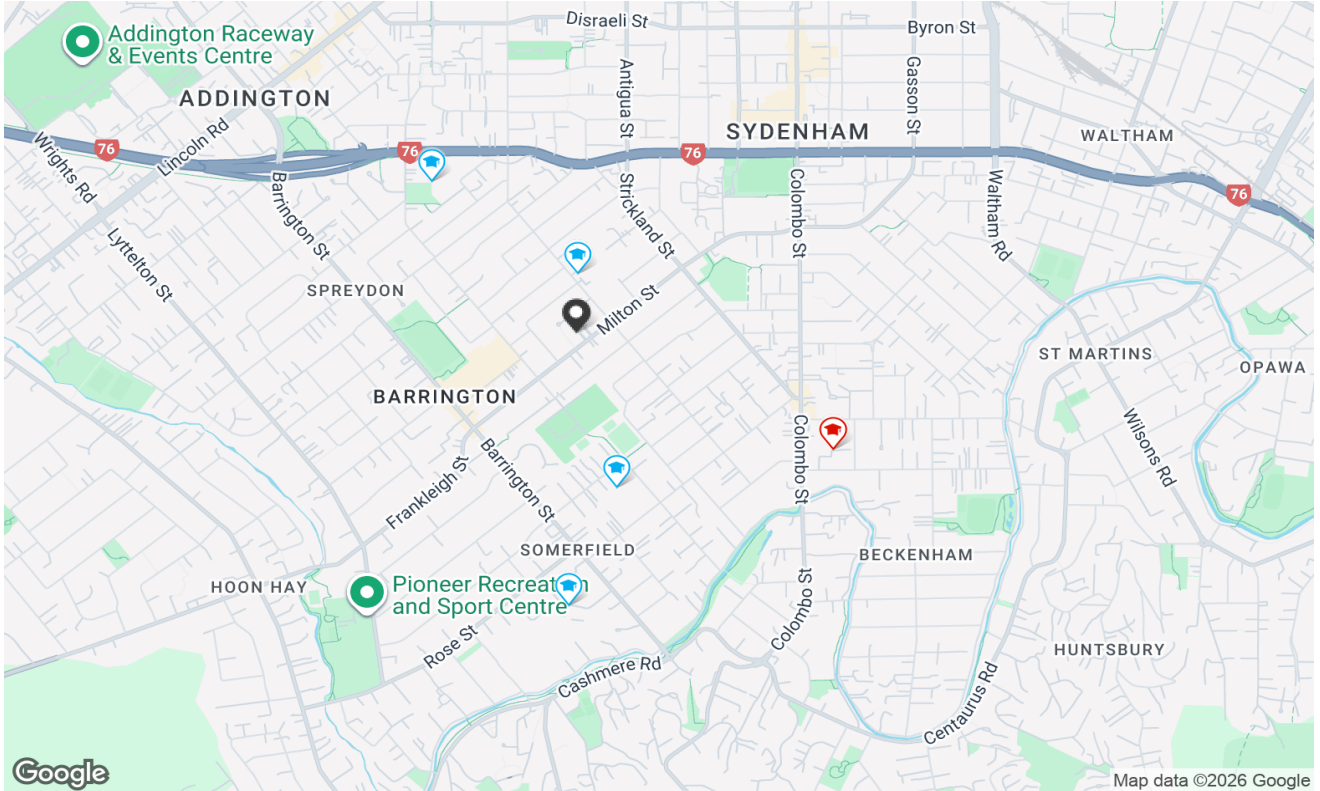 Disraeli St
Byron St
Addington Raceway
& Events Centre
Antigua St
Gasson St
ADDINGTON
Lincoln Rd
SYDENHAM
WALTHAM
76
76
76
76
Wrights Rd
Barrington St
Strickland St
Colombo St
Waltham Rd
Lyttelton St
SPREYDON
Milton St
ST MARTINS
OPAWA
BARRINGTON
Colombo St
Wilsons Rd
Barrington St
Frankleigh St
SOMERFIELD
BECKENHAM
HOON HAY
Pioneer Recreation
and Sport Centre
Colombo St
Rose St
HUNTSBURY
Cashmere Rd
Centaurus Rd
Google
Map data ©2026 Google